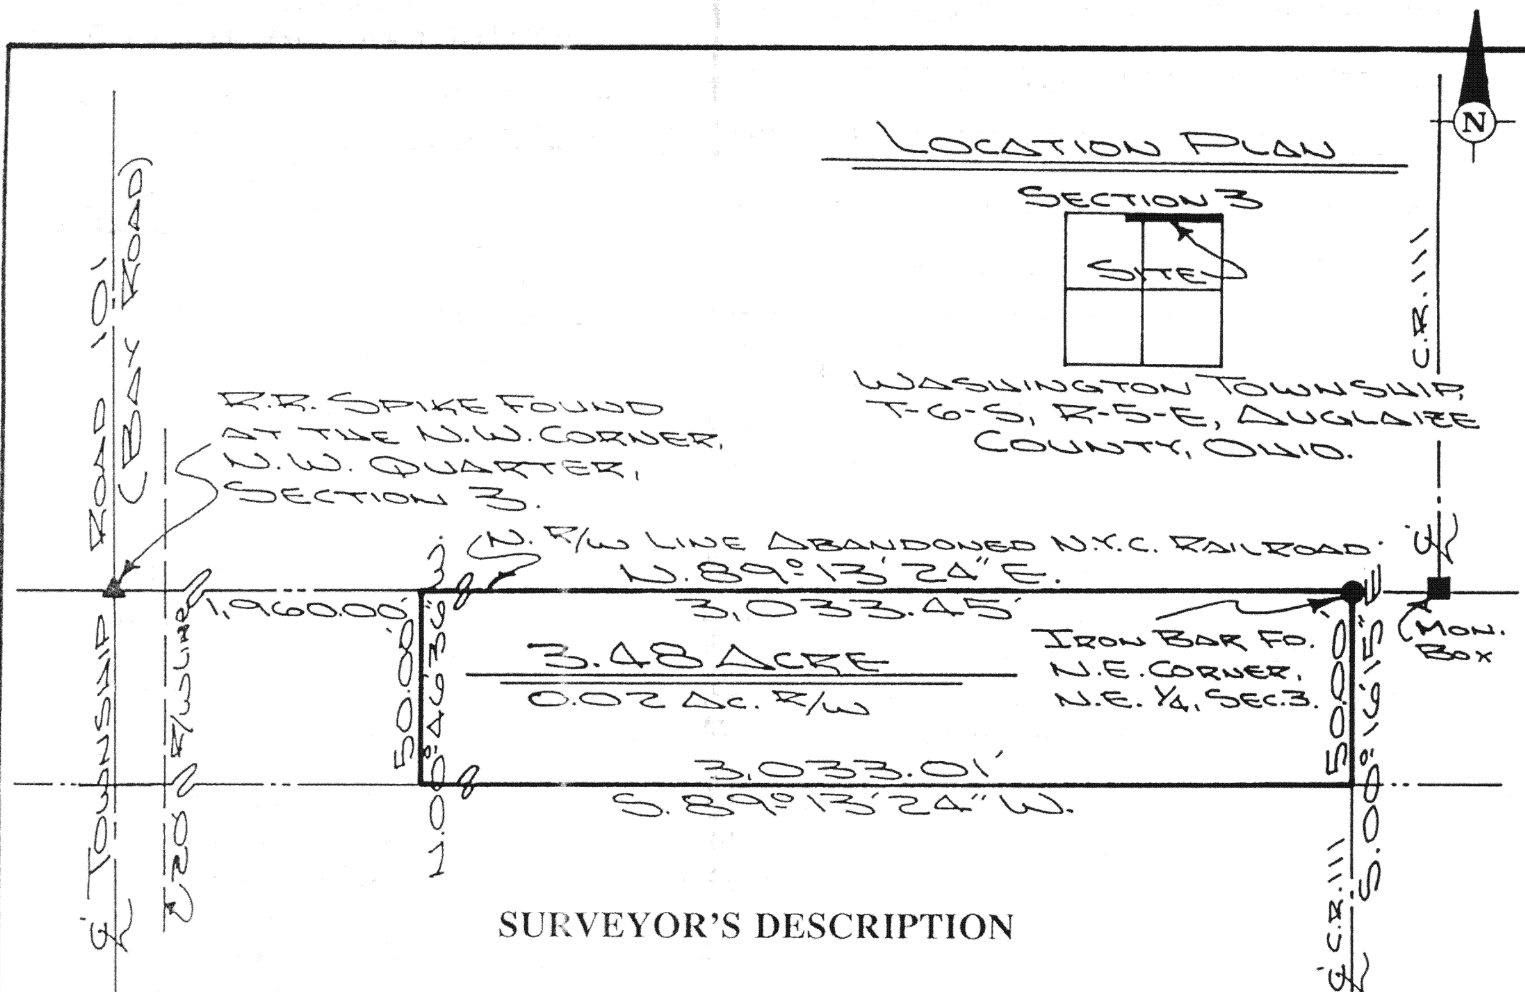 N
LOCATION PLAN
SECTION 3
SITE
WASHINGTON TOWNSHIP,
T-6-S, R-5-E, AUGLAIZE
COUNTY, OHIO.
C.R. 111
℄
TOWNSHIP ROAD 101
(BAY ROAD)
℄
R.R. SPIKE FOUND
AT THE N.W. CORNER,
N.W. QUARTER,
SECTION 3.
N. R/W LINE ABANDONED N.Y.C. RAILROAD.
N. 89° 13' 24" E.
1,960.00'
3,033.45'
20' R/W LINE
50.00'
3.48 ACRE
0.02 AC. R/W
IRON BAR FO.
N.E. CORNER,
N.E. 1/4, SEC. 3.
MON.
BOX
50.00'
S. 00° 16' 15" E
3,033.01'
S. 89° 13' 24" W.
℄ C.R. 111
SURVEYOR'S DESCRIPTION